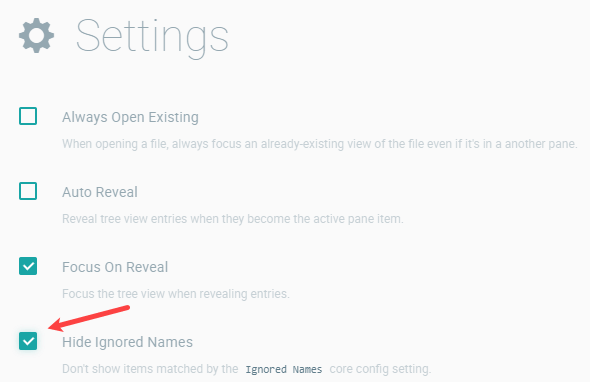 Settings
Always Open Existing
When opening a file, always focus an already-existing view of the file even if it's in a another pane.
Auto Reveal
Reveal tree view entries when they become the active pane item.
Focus On Reveal
Focus the tree view when revealing entries.
Hide Ignored Names
Don't show items matched by the Ignored Names core config setting.